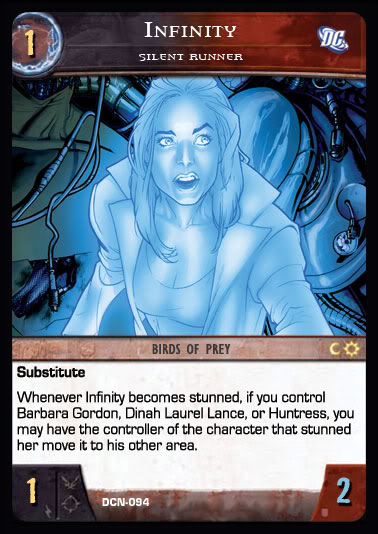 1
INFINITY
SILENT RUNNER
DC
BIRDS OF PREY
Substitute
Whenever Infinity becomes stunned, if you control
Barbara Gordon, Dinah Laurel Lance, or Huntress, you
may have the controller of the character that stunned
her move it to his other area.
1
DCN-094
2